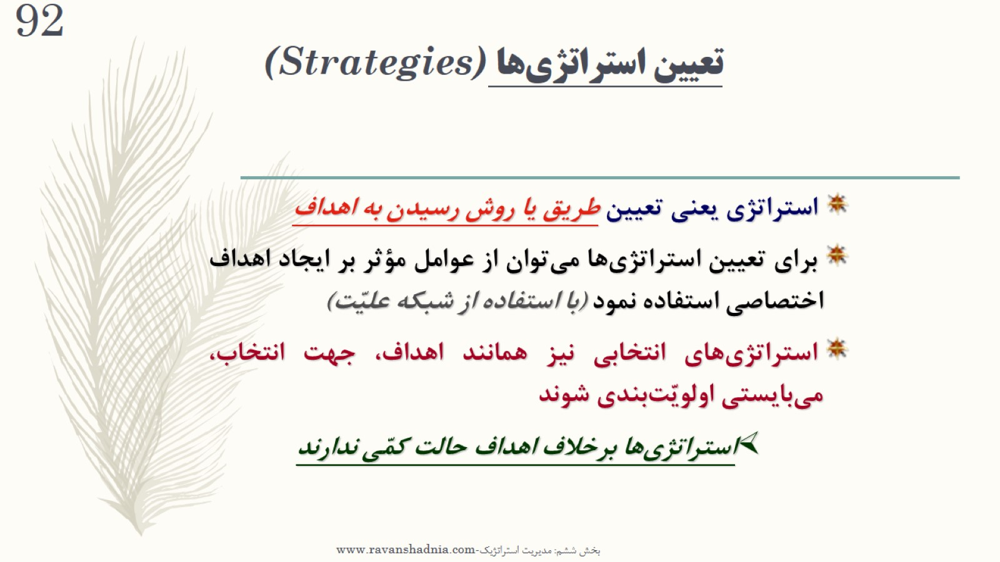 92
تعیین استراتژی‌ها (Strategies)
استراتژی یعنی تعیین طریق یا روش رسیدن به اهداف
برای تعیین استراتژی‌ها می‌توان از عوامل مؤثر بر ایجاد اهداف
اختصاصی استفاده نمود (با استفاده از شبکه علیّت)
استراتژی‌های انتخابی نیز همانند اهداف، جهت انتخاب،
می‌بایستی اولویّت‌بندی شوند
استراتژی‌ها برخلاف اهداف حالت کمّی ندارند
بخش ششم: مدیریت استراتژیک-www.ravanshadnia.com